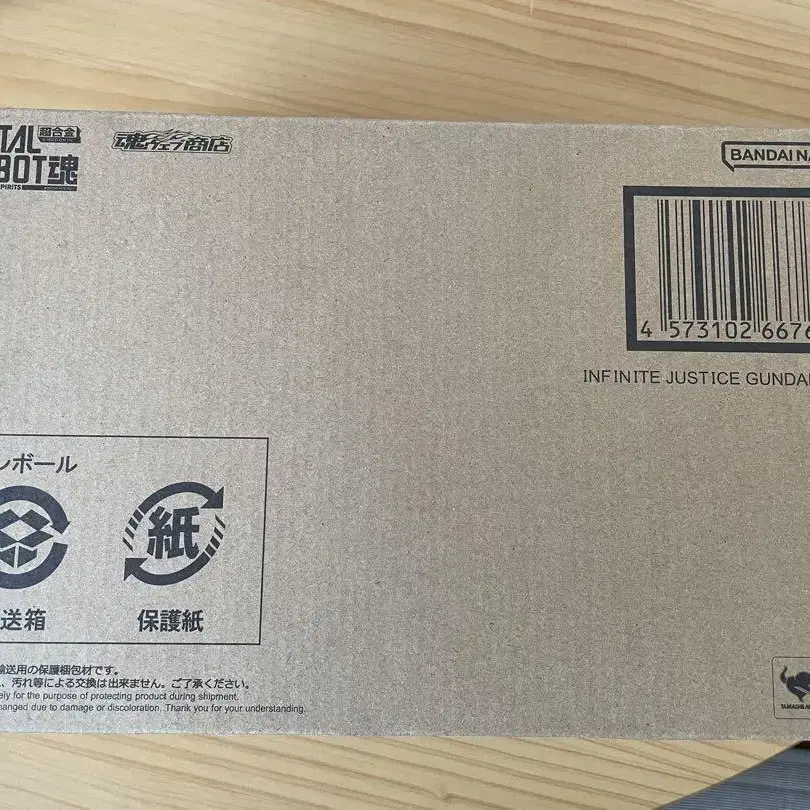 TAL
超合金
BOT魂
SPIRITS
魂ウェブ商店
BANDAI NA
4 573102 6676
INFINITE JUSTICE GUNDA
ンボール
紙
送箱
保護紙
輸送用の保護梱包材です。
、汚れ等による交換は出来ません。ご了承ください。
ely for the purpose of protecting product during shipment.
hanged due to damage or discoloration. Thank you for your understanding.
TAMASHII N